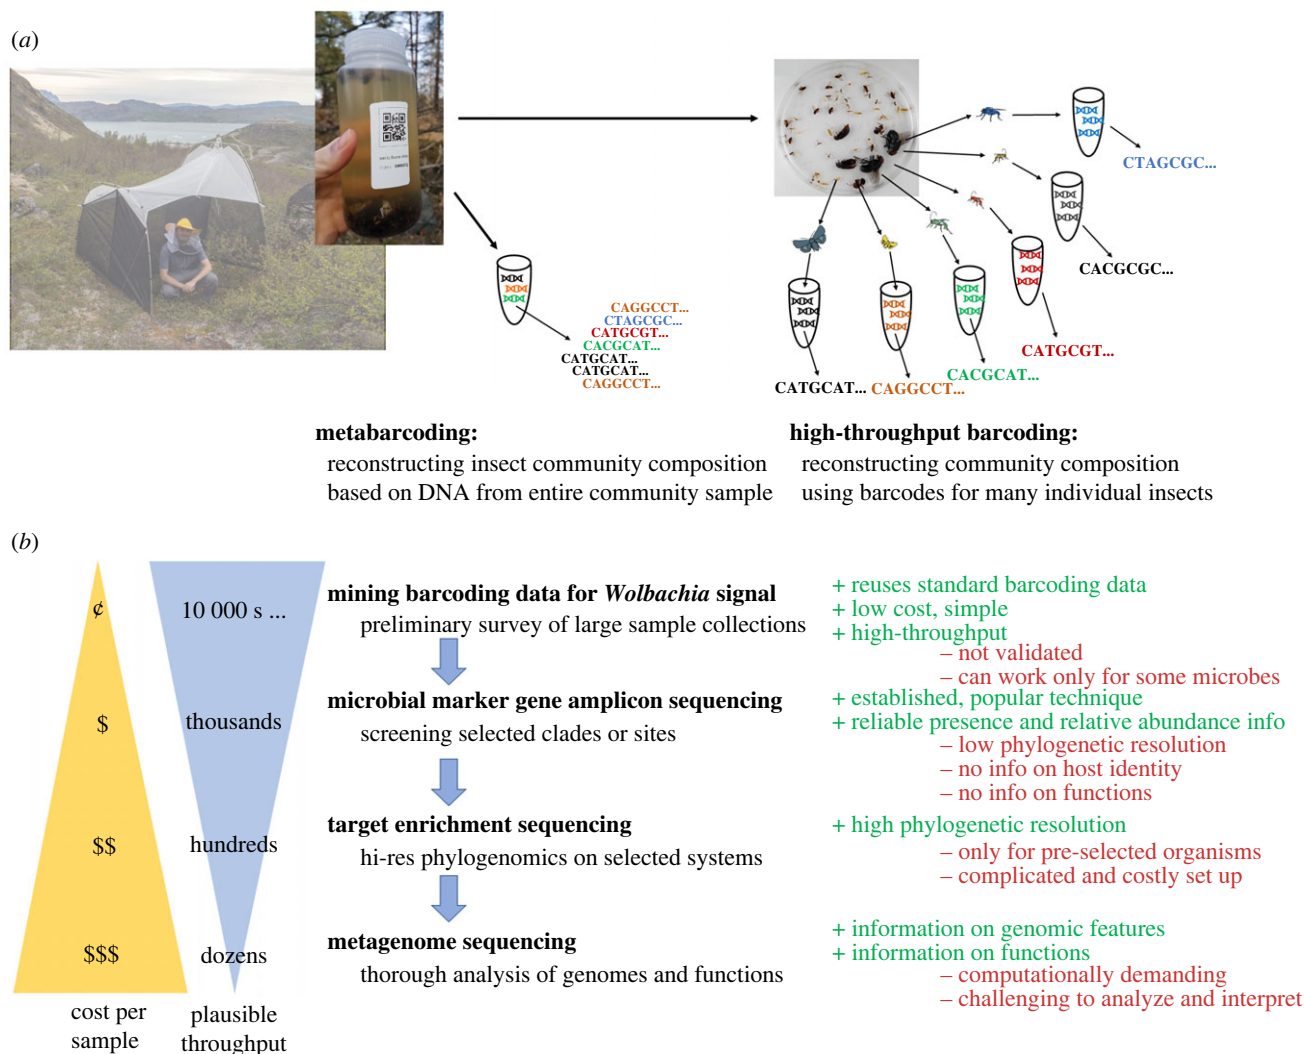 (a)
CTAGCGC...
CACGCGC...
CATGCGT...
CACGCAT...
CATGCAT... CAGGCCT...
CAGGCCT...
CTAGCGC...
CATGCGT...
CACGCAT...
CATGCAT...
CATGCAT...
CAGGCCT...
metabarcoding:
reconstructing insect community composition
based on DNA from entire community sample
high-throughput barcoding:
reconstructing community composition
using barcodes for many individual insects
(b)
¢
$
$$
$$$
cost per
sample
10 000 s ...
thousands
hundreds
dozens
plausible
throughput
mining barcoding data for Wolbachia signal
preliminary survey of large sample collections
+ reuses standard barcoding data
+ low cost, simple
+ high-throughput
– not validated
– can work only for some microbes
microbial marker gene amplicon sequencing
screening selected clades or sites
+ established, popular technique
+ reliable presence and relative abundance info
– low phylogenetic resolution
– no info on host identity
– no info on functions
target enrichment sequencing
hi-res phylogenomics on selected systems
+ high phylogenetic resolution
– only for pre-selected organisms
– complicated and costly set up
metagenome sequencing
thorough analysis of genomes and functions
+ information on genomic features
+ information on functions
– computationally demanding
– challenging to analyze and interpret